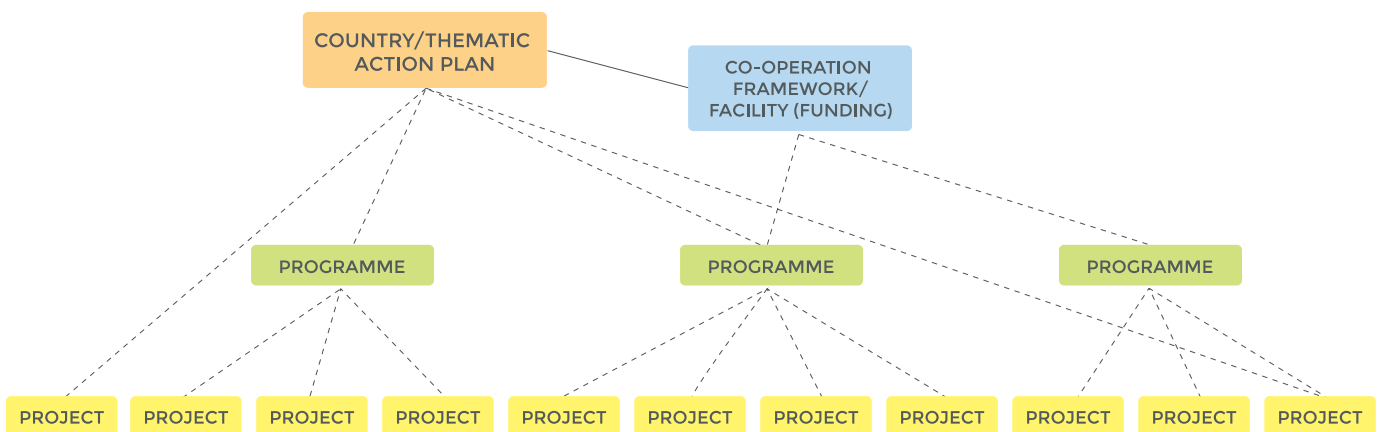 COUNTRY/THEMATIC
ACTION PLAN
CO-OPERATION
FRAMEWORK/
FACILITY (FUNDING)
PROGRAMME
PROGRAMME
PROGRAMME
PROJECT
PROJECT
PROJECT
PROJECT
PROJECT
PROJECT
PROJECT
PROJECT
PROJECT
PROJECT
PROJECT